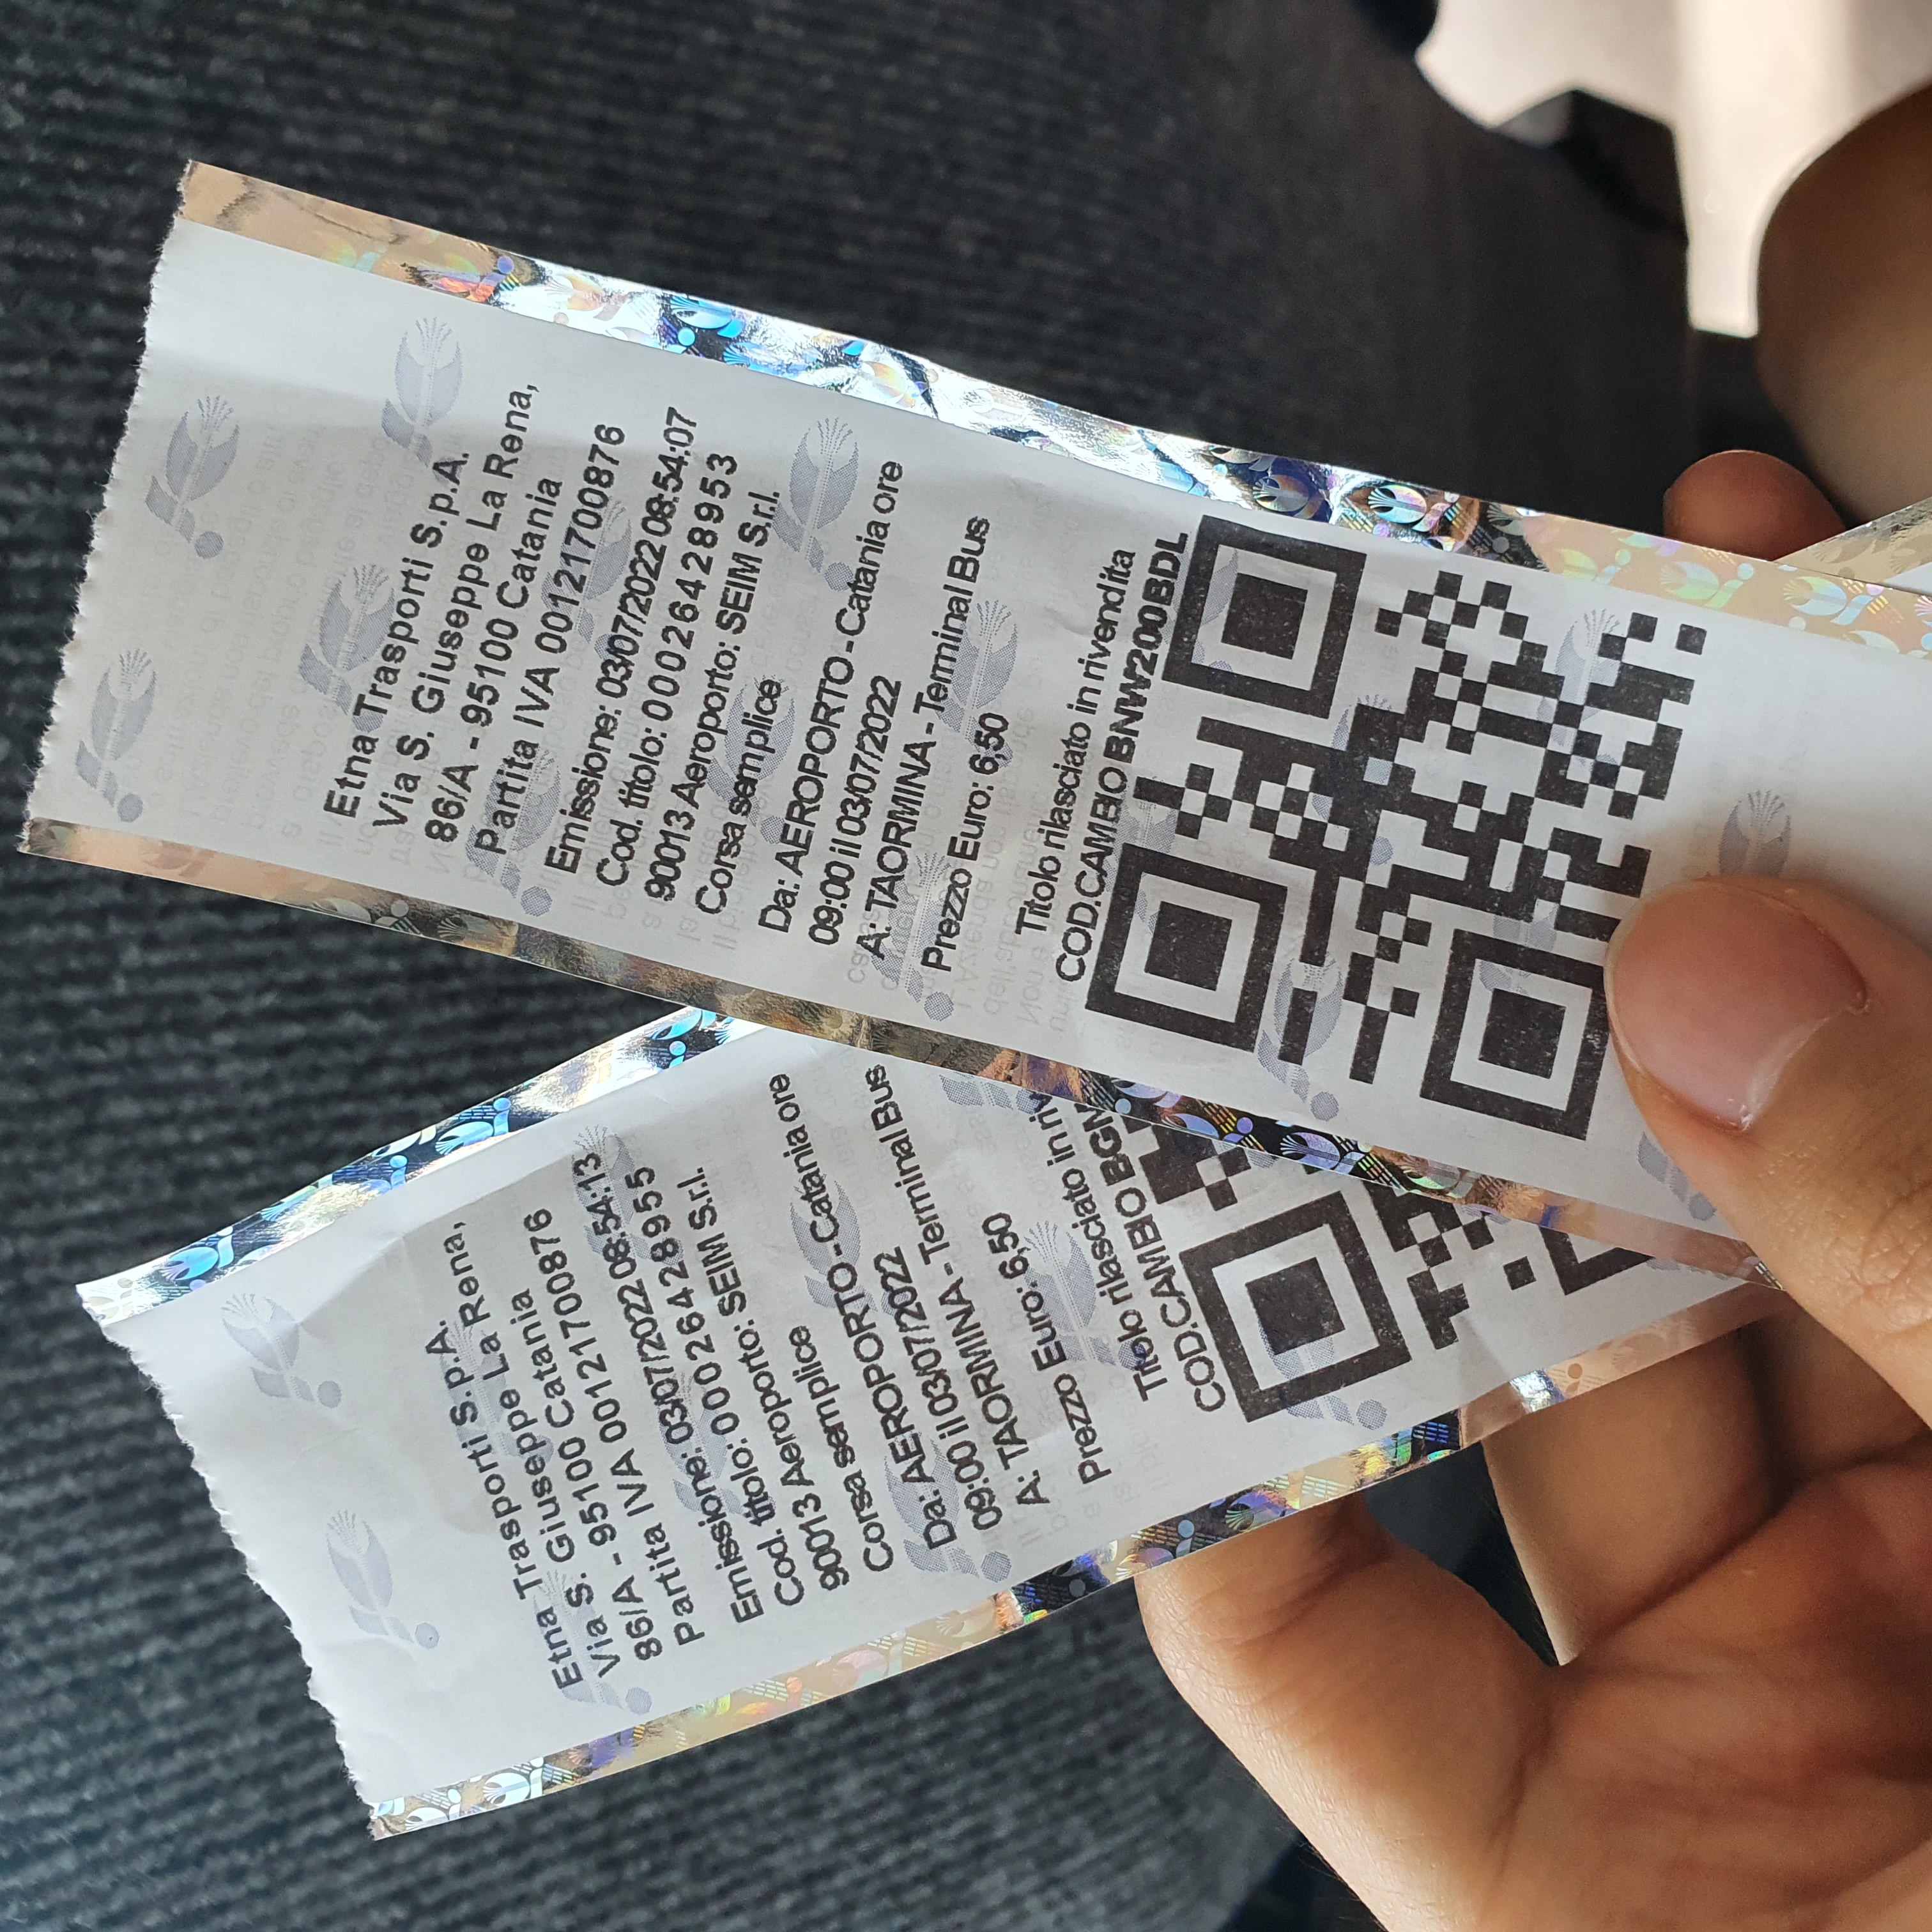 Etna Trasporti S.p.A.
Via S. Giuseppe La Rena,
86/A - 95100 Catania
Partita IVA 00121700876
Emissione: 03/07/2022 08:54:07
Cod. titolo: 0002642 8953
90013 Aeroporto: SEIM S.r.l.
Corsa semplice
Da: AEROPORTO - Catania ore
09:00 il 03/07/2022
A: TAORMINA - Terminal Bus
Prezzo Euro: 6,50
Titolo rilasciato in rivendita
COD.CAMBIO BNW200BDL
Etna Trasporti S.p.A.
Via S. Giuseppe La Rena,
86/A - 95100 Catania
Partita IVA 00121700876
Emissione: 03/07/2022 08:54:13
Cod. titolo: 00026428955
90013 Aeroporto: SEIM S.r.l.
Corsa semplice
Da: AEROPORTO - Catania ore
09:00 il 03/07/2022
A: TAORMINA - Terminal Bus
Prezzo Euro: 6,50
Titolo rilasciato in
COD.CAMBIO